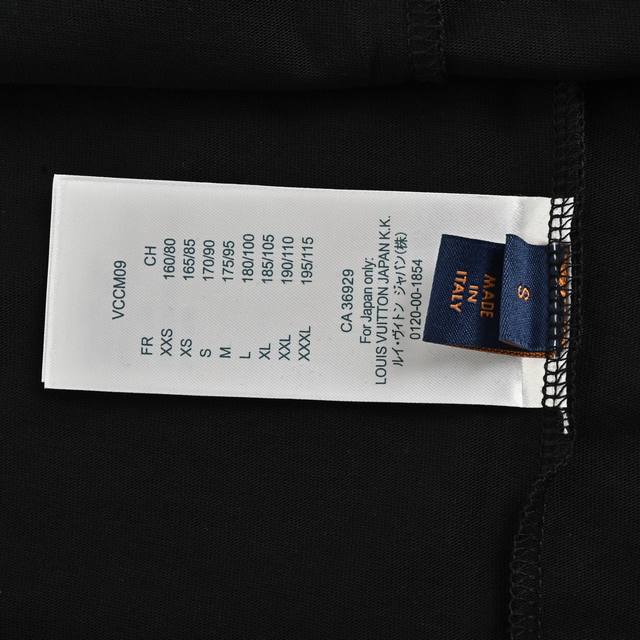 VCCM09
FR CH
XXS 160/80
XS 165/85
S 170/90
M 175/95
L 180/100
XL 185/105
XXL 190/110
XXXL 195/115
CA 36929
For Japan only:
LOUIS VUITTON JAPAN K.K.
ルイ・ヴィトン ジャパン(株)
0120-00-1854
MADE
IN
ITALY
S